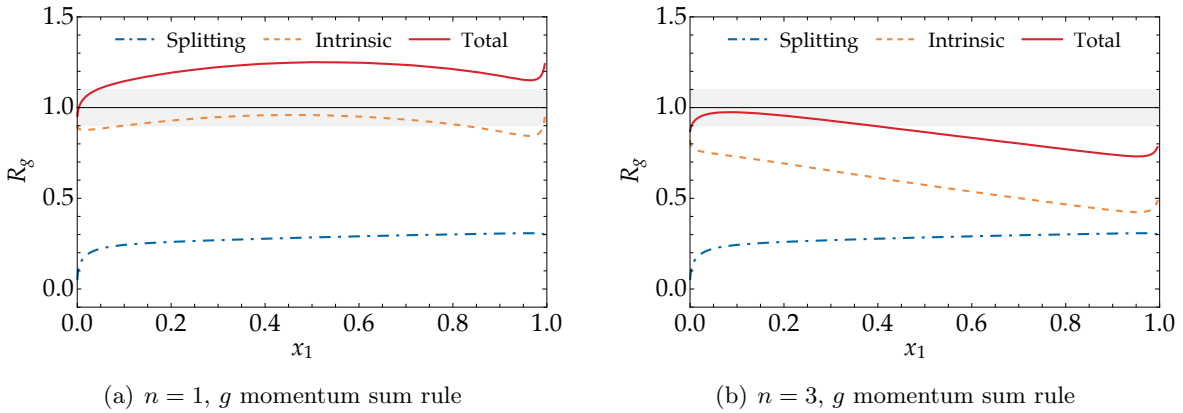 1.5
Splitting Intrinsic Total
1.0
R_g
0.5
0.0
0.0 0.2 0.4 0.6 0.8 1.0
x_1
(a) n = 1, g momentum sum rule
1.5
Splitting Intrinsic Total
1.0
R_g
0.5
0.0
0.0 0.2 0.4 0.6 0.8 1.0
x_1
(b) n = 3, g momentum sum rule